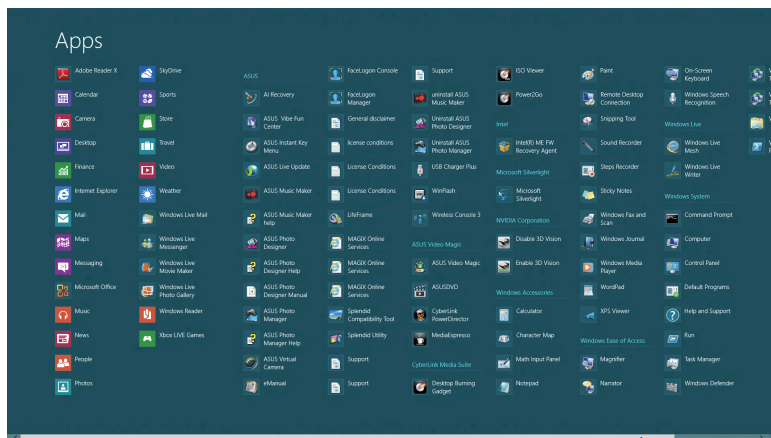 Apps
Adobe Reader X
Calendar
Camera
Desktop
Finance
Internet Explorer
Mail
Maps
Messaging
Microsoft Office
Music
News
People
Photos
SkyDrive
Sports
Store
Travel
Video
Weather
Windows Live Mail
Windows Live
Messenger
Windows Live
Movie Maker
Windows Live
Photo Gallery
Windows Reader
Xbox LIVE Games
ASUS
AI Recovery
ASUS Vibe Fun
Center
ASUS Instant Key
Menu
ASUS Live Update
ASUS Music Maker
ASUS Music Maker
help
ASUS Photo
Designer
ASUS Photo
Designer Help
ASUS Photo
Designer Manual
ASUS Photo
Manager
ASUS Photo
Manager Help
ASUS Virtual
Camera
eManual
FaceLogon Console
FaceLogon
Manager
General disclaimer
license conditions
License Conditions
License Conditions
LifeFrame
MAGIX Online
Services
MAGIX Online
Services
MAGIX Online
Services
Splendid
Compatibility Tool
Splendid Utility
Support
Support
Support
uninstall ASUS
Music Maker
Uninstall ASUS
Photo Designer
Uninstall ASUS
Photo Manager
USB Charger Plus
WinFlash
Wireless Console 3
ASUS Video Magic
ASUS Video Magic
ASUSDVD
CyberLink
PowerDirector
MediaEspresso
CyberLink Media Suite
Desktop Burning
Gadget
ISO Viewer
Power2Go
Intel
Intel(R) ME FW
Recovery Agent
Microsoft Silverlight
Microsoft
Silverlight
NVIDIA Corporation
Disable 3D Vision
Enable 3D Vision
Windows Accessories
Calculator
Character Map
Math Input Panel
Notepad
Paint
Remote Desktop
Connection
Snipping Tool
Sound Recorder
Steps Recorder
Sticky Notes
Windows Fax and
Scan
Windows Journal
Windows Media
Player
WordPad
XPS Viewer
Windows Ease of Access
Magnifier
Narrator
On-Screen
Keyboard
Windows Speech
Recognition
Windows Live
Windows Live
Mesh
Windows Live
Writer
Windows System
Command Prompt
Computer
Control Panel
Default Programs
Help and Support
Run
Task Manager
Windows Defender